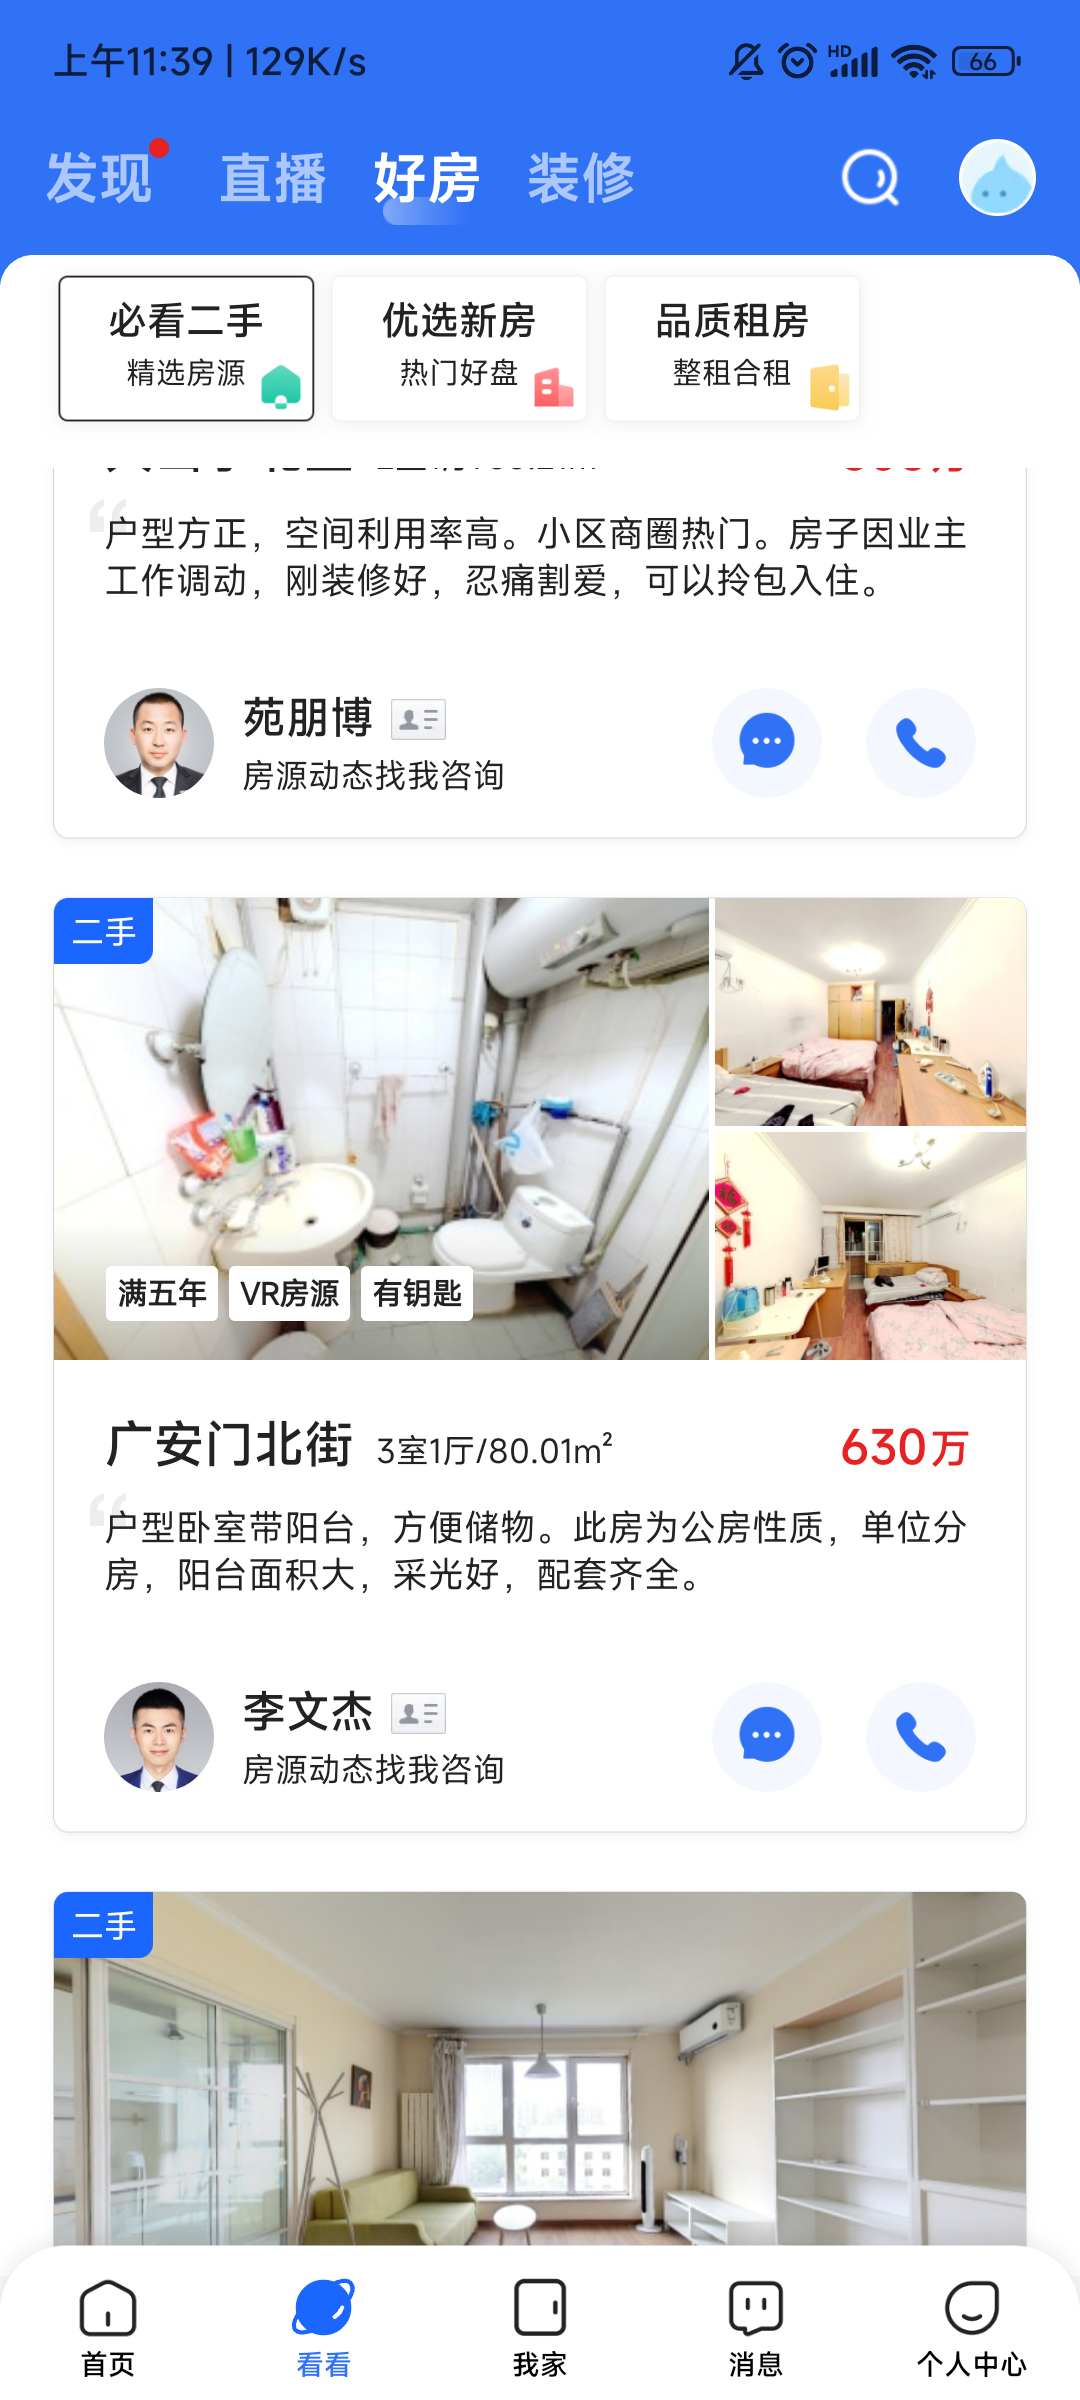 上午11:39 | 129K/s
HD
66
发现 直播 好房 装修
必看二手 优选新房 品质租房
精选房源 热门好盘 整租合租
户型方正，空间利用率高。小区商圈热门。房子因业主
工作调动，刚装修好，忍痛割爱，可以拎包入住。
苑朋博
房源动态找我咨询
二手
满五年 VR房源 有钥匙
广安门北街 3室1厅/80.01m² 630万
户型卧室带阳台，方便储物。此房为公房性质，单位分
房，阳台面积大，采光好，配套齐全。
李文杰
房源动态找我咨询
二手
首页 看看 我家 消息 个人中心